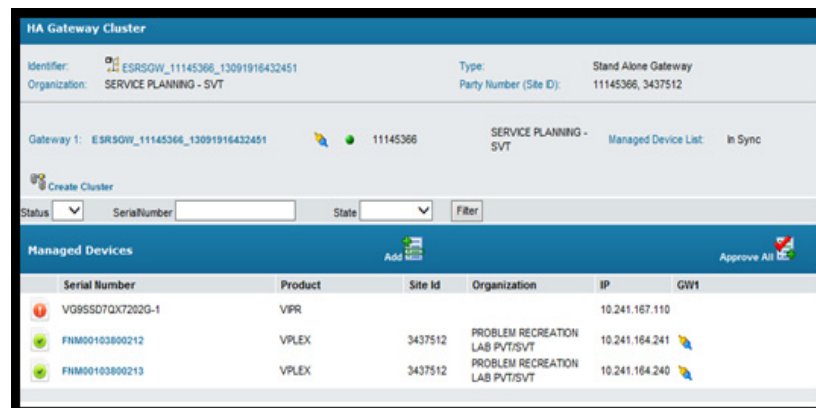 HA Gateway Cluster
Identifier: ESRSGW_11145366_13091916432451 Type: Stand Alone Gateway
Organization: SERVICE PLANNING - SVT Party Number (Site ID): 11145366, 3437512
Gateway 1: ESRSGW_11145366_13091916432451 11145366 SERVICE PLANNING - SVT Managed Device List: In Sync
Create Cluster
Status SerialNumber State Filter
Managed Devices Add Approve All
Serial Number Product Site Id Organization IP GW1
VG9SSD7QX7202G-1 VIPR 10.241.167.110
FNM00103800212 VPLEX 3437512 PROBLEM RECREATION LAB PVT/SVT 10.241.164.241
FNM00103800213 VPLEX 3437512 PROBLEM RECREATION LAB PVT/SVT 10.241.164.240